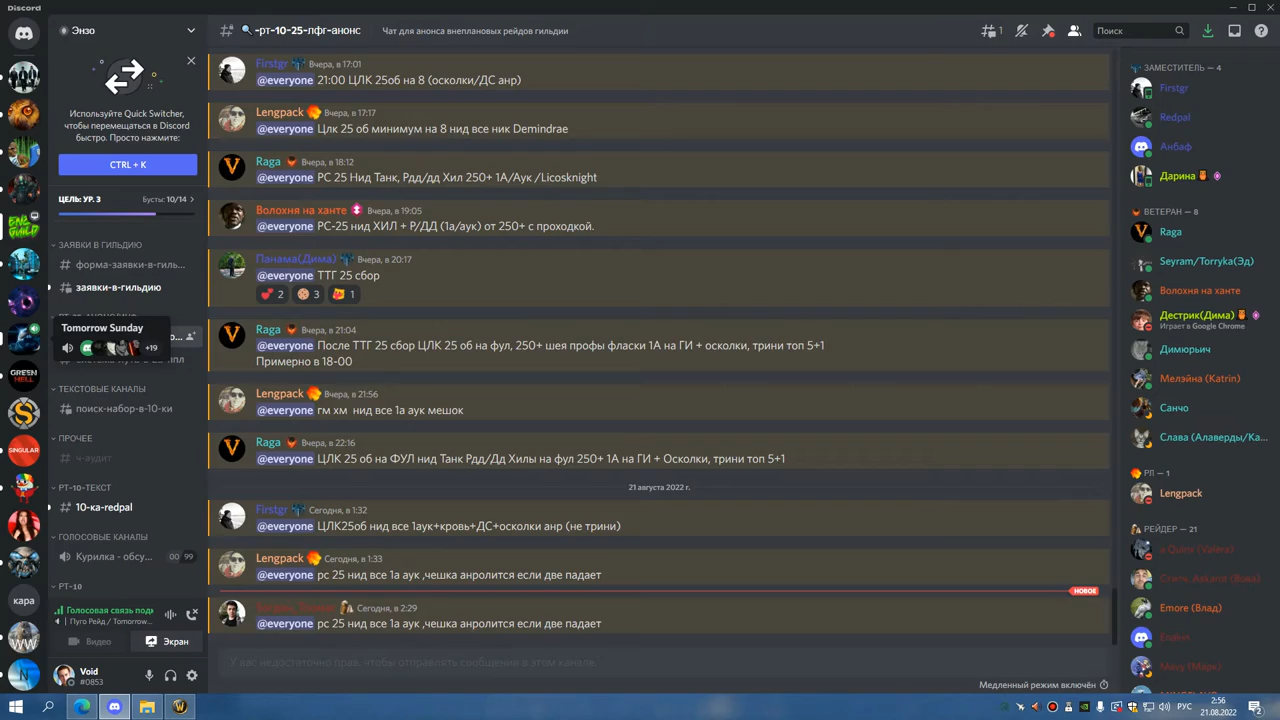 Discord
Энзо
-рт-10-25-пфг-анонс
Чат для анонса внеплановых рейдов гильдии
1
Поиск
Используйте Quick Switcher,
чтобы перемещаться в Discord
быстро. Просто нажмите:
CTRL + K
ЦЕЛЬ: УР. 3
Бусты: 10/14
ЗАЯВКИ В ГИЛЬДИЮ
форма-заявки-в-гиль...
заявки-в-гильдию
Tomorrow Sunday
+19
ТЕКСТОВЫЕ КАНАЛЫ
поиск-набор-в-10-ки
ПРОЧЕЕ
ч-аудит
РТ-10-ТЕКСТ
10-ка-redpal
ГОЛОСОВЫЕ КАНАЛЫ
Курилка - обсу...
00 99
РТ-10
Голосовая связь под
Пуго Рейд / Tomorrow...
Видео
Экран
Void
#0853
GREEN
HELL
SINGULAR
кара
WW
N
Firstgr Вчера, в 17:01
@everyone 21:00 ЦЛК 25об на 8 (осколки/ДС анр)
Lengpack Вчера, в 17:17
@everyone Цлк 25 об минимум на 8 нид все ник Demindrae
Raga Вчера, в 18:12
@everyone РС 25 Нид Танк, Рдд/дд Хил 250+ 1А/Аук /Licosknight
Волохня на ханте Вчера, в 19:05
@everyone РС-25 нид ХИЛ + Р/ДД (1а/аук) от 250+ с проходкой.
Панама(Дима) Вчера, в 20:17
@everyone ТТГ 25 сбор
2 3 1
Raga Вчера, в 21:04
@everyone После ТТГ 25 сбор ЦЛК 25 об на фул, 250+ шея профы фласки 1А на ГИ + осколки, трини топ 5+1
Примерно в 18-00
Lengpack Вчера, в 21:56
@everyone гм хм нид все 1а аук мешок
Raga Вчера, в 22:16
@everyone ЦЛК 25 об на ФУЛ нид Танк Рдд/Дд Хилы на фул 250+ 1А на ГИ + Осколки, трини топ 5+1
21 августа 2022 г.
Firstgr Сегодня, в 1:32
@everyone ЦЛК25об нид все 1аук+кровь+ДС+осколки анр (не трини)
Lengpack Сегодня, в 1:33
@everyone рс 25 нид все 1а аук ,чешка анролится если две падает
НОВОЕ
Сегодня, в 2:29
@everyone рс 25 нид все 1а аук ,чешка анролится если две падает
У вас недостаточно прав, чтобы отправлять сообщения в этом канале.
Медленный режим включён
ЗАМЕСТИТЕЛЬ — 4
Firstgr
Redpal
Анбаф
Дарина
ВЕТЕРАН — 8
Raga
Seyram/Torryka(Эд)
Волохня на ханте
Дестрик(Дима)
Играет в Google Chrome
Димюрьич
Мелэйна (Katrin)
Санчо
Слава (Алаверды/Ка...
РЛ — 1
Lengpack
РЕЙДЕР — 21
Emore (Влад)
Mavy (Марк)
РУС
2:56
21.08.2022
2